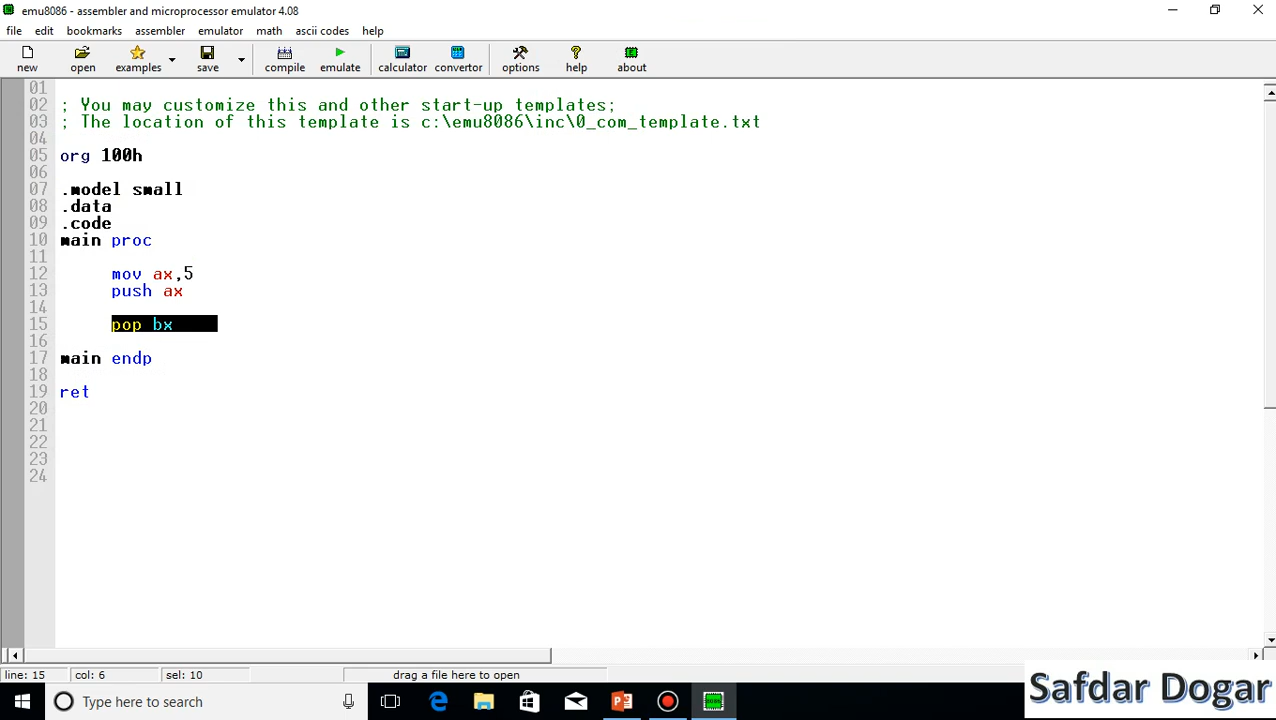 emu8086 - assembler and microprocessor emulator 4.08
file edit bookmarks assembler emulator math ascii codes help
new open examples save compile emulate calculator convertor options help about
01
02 ; You may customize this and other start-up templates;
03 ; The location of this template is c:\emu8086\inc\0_com_template.txt
04
05 org 100h
06
07 .model small
08 .data
09 .code
10 main proc
11
12 mov ax,5
13 push ax
14
15 pop bx
16
17 main endp
18
19 ret
20
21
22
23
24
line: 15 col: 6 sel: 10 drag a file here to open
Type here to search
Safdar Dogar